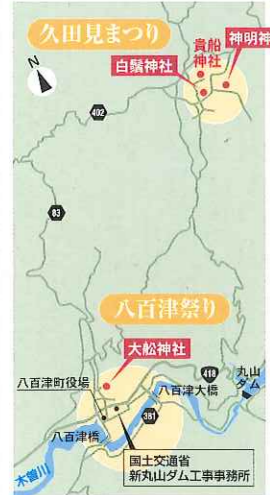 久田見まつり
N
貴船
神社
神明神
白鬚神社
402
83
八百津祭り
大舩神社
418
丸山
ダム
八百津町役場
八百津大橋
381
八百津橋
木曽川
国土交通省
新丸山ダム工事事務所